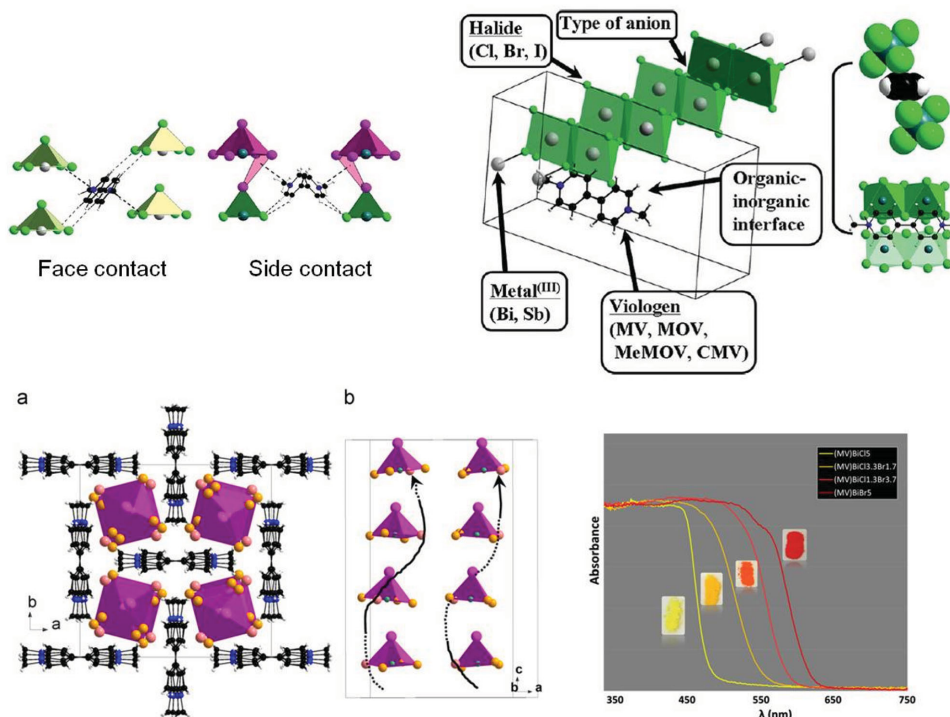 Face contact
Side contact
Halide
(Cl, Br, I)
Type of anion
Organic-
inorganic
interface
Metal(III)
(Bi, Sb)
Viologen
(MV, MOV,
MeMOV, CMV)
a
b
a
b
c
b
a
Absorbance
(MV)BiCl5
(MV)BiCl3.3Br1.7
(MV)BiCl1.3Br3.7
(MV)BiBr5
350
450
550
650
750
λ (nm)